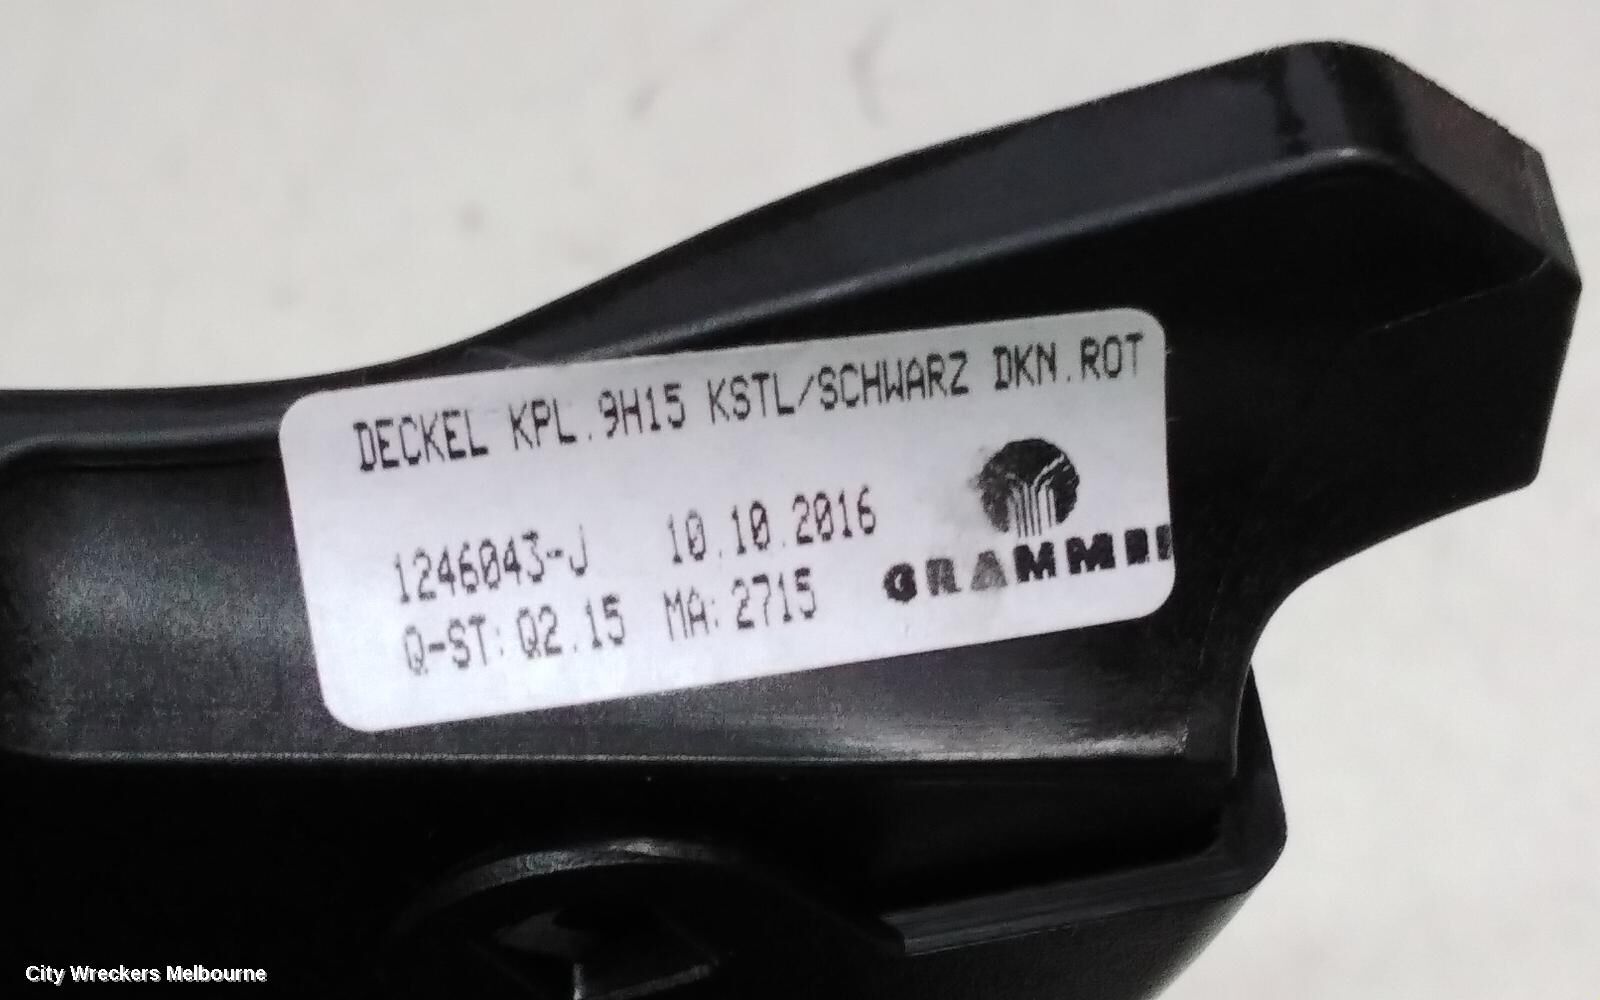 DECKEL KPL.9H15 KSTL/SCHWARZ DKN.ROT
1246043-J 10.10.2016
Q-ST: Q2.15 MA: 2715
GRAMME
City Wreckers Melbourne